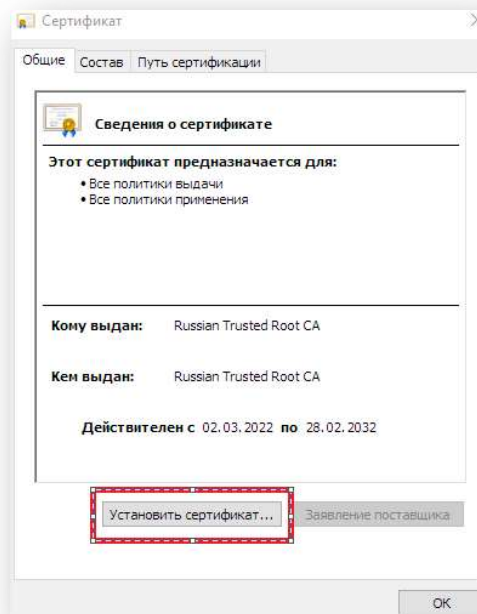 Сертификат
Общие Состав Путь сертификации
Сведения о сертификате
Этот сертификат предназначается для:
• Все политики выдачи
• Все политики применения
Кому выдан: Russian Trusted Root CA
Кем выдан: Russian Trusted Root CA
Действителен с 02.03.2022 по 28.02.2032
Установить сертификат... Заявление поставщика
ОК